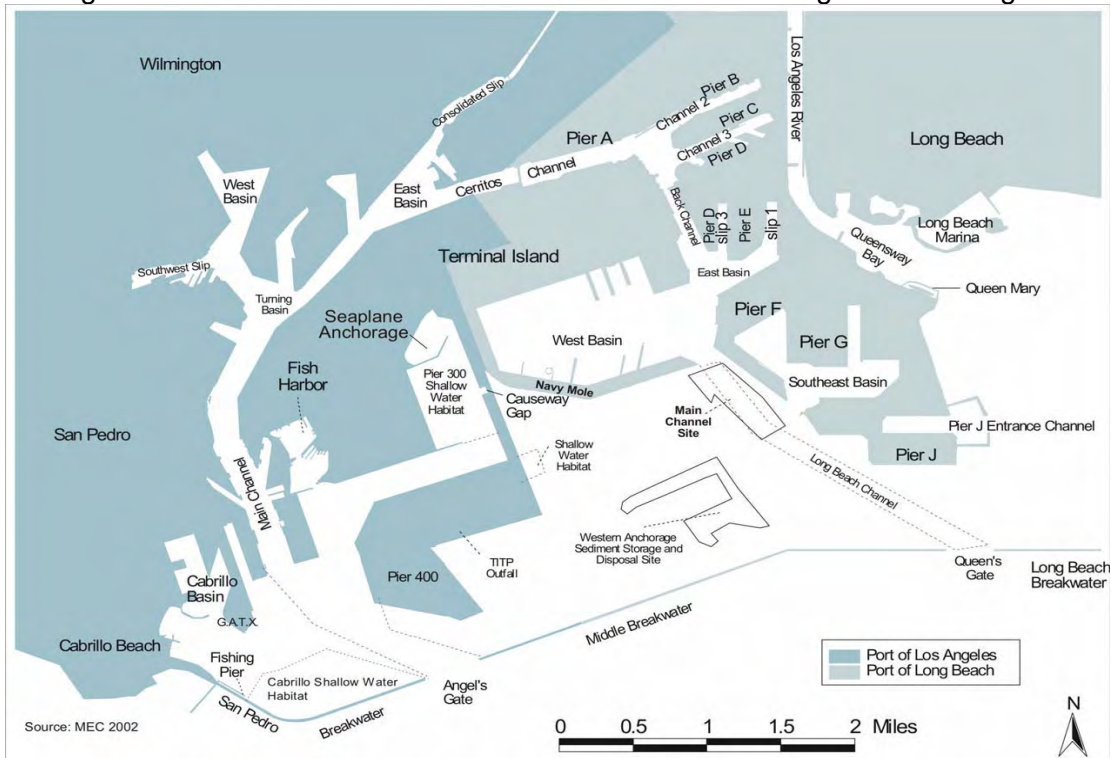 Wilmington
Consolidated Slip
Pier B
Channel 2
Pier C
Channel 3
Pier D
Pier A
Los Angeles River
Long Beach
West
Basin
East
Basin
Cerritos
Channel
Back Channel
Pier D
slip 3
Pier E
slip 1
Long Beach
Marina
Queensway
Bay
Southwest Slip
Terminal Island
East Basin
Queen Mary
Turning
Basin
Seaplane
Anchorage
Pier F
West Basin
Pier G
Fish
Harbor
Pier 300
Shallow
Water
Habitat
Navy Mole
Causeway
Gap
Southeast Basin
Main
Channel
Site
Pier J Entrance Channel
San Pedro
Shallow
Water
Habitat
Pier J
Main Channel
Long Beach Channel
Western Anchorage
Sediment Storage and
Disposal Site
TITP
Outfall
Queen's
Gate
Long Beach
Breakwater
Pier 400
Cabrillo
Basin
G.A.T.X.
Middle Breakwater
Cabrillo Beach
Fishing
Pier
Cabrillo Shallow Water
Habitat
Angel's
Gate
San Pedro
Breakwater
Port of Los Angeles
Port of Long Beach
Source: MEC 2002
0 0.5 1 1.5 2 Miles
N